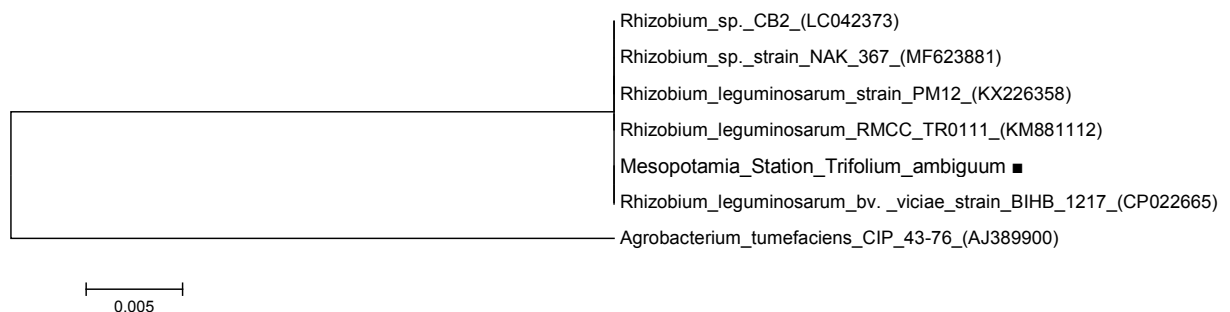 Rhizobium_sp._CB2_(LC042373)
Rhizobium_sp._strain_NAK_367_(MF623881)
Rhizobium_leguminosarum_strain_PM12_(KX226358)
Rhizobium_leguminosarum_RMCC_TR0111_(KM881112)
Mesopotamia_Station_Trifolium_ambiguum ■
Rhizobium_leguminosarum_bv. _viciae_strain_BIHB_1217_(CP022665)
Agrobacterium_tumefaciens_CIP_43-76_(AJ389900)
0.005